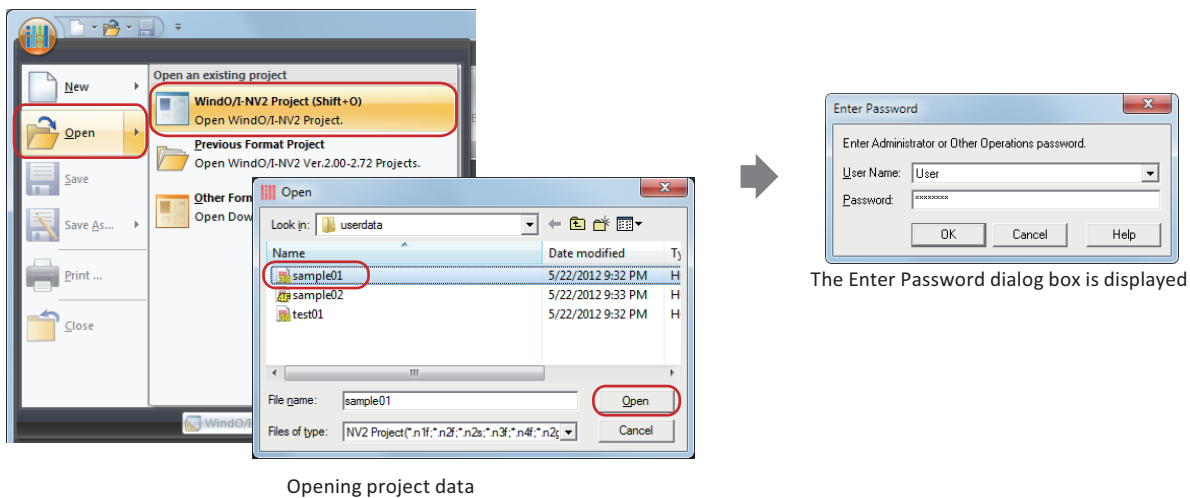 Open an existing project
New
WindO/I-NV2 Project (Shift+O)
Open WindO/I-NV2 Project.
Open
Previous Format Project
Open WindO/I-NV2 Ver.2.00-2.72 Projects.
Save
Other Form
Open Dow
Save As...
Print ...
Close
WindO/I
Open
Look in: userdata
Name Date modified Ty
sample01 5/22/2012 9:32 PM H
sample02 5/22/2012 9:33 PM H
test01 5/22/2012 9:32 PM H
File name: sample01 Open
Files of type: NV2 Project(*.n1f;*.n2f;*.n2s;*.n3f;*.n4f;*.n2g Cancel
Opening project data
Enter Password
Enter Administrator or Other Operations password.
User Name: User
Password: ********
OK Cancel Help
The Enter Password dialog box is displayed